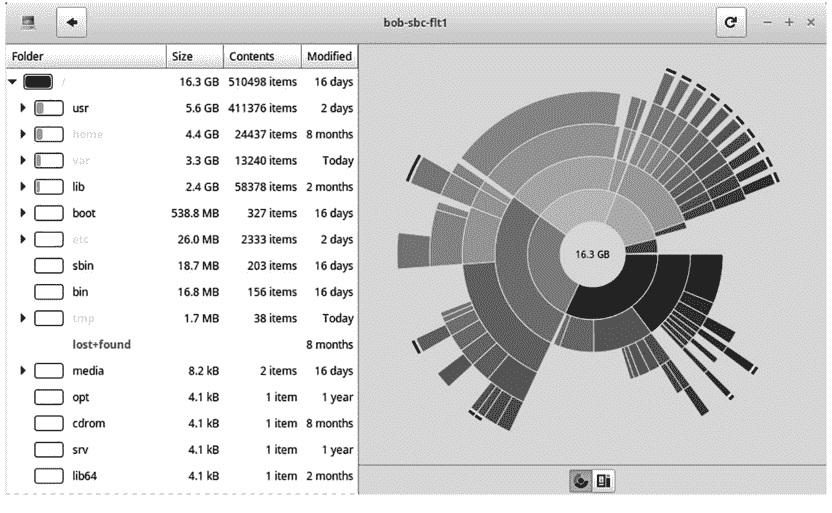 bob-sbc-flt1
Folder Size Contents Modified
/ 16.3 GB 510498 items 16 days
usr 5.6 GB 411376 items 2 days
home 4.4 GB 24437 items 8 months
var 3.3 GB 13240 items Today
lib 2.4 GB 58378 items 2 months
boot 538.8 MB 327 items 16 days
etc 26.0 MB 2333 items 2 days
sbin 18.7 MB 203 items 16 days
bin 16.8 MB 156 items 16 days
tmp 1.7 MB 38 items Today
lost+found 8 months
media 8.2 kB 2 items 16 days
opt 4.1 kB 1 item 1 year
cdrom 4.1 kB 1 item 8 months
srv 4.1 kB 1 item 1 year
lib64 4.1 kB 1 item 2 months
16.3 GB